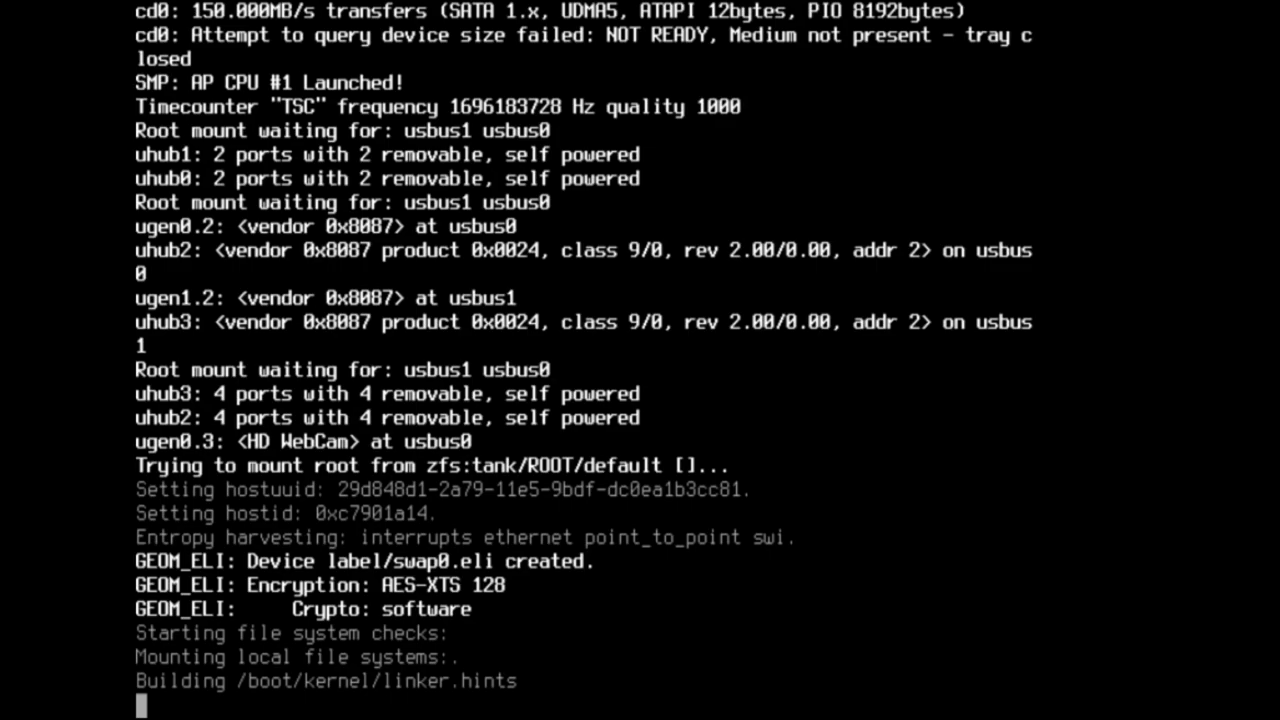 cd0: 150.000MB/s transfers (SATA 1.x, UDMA5, ATAPI 12bytes, PIO 8192bytes)
cd0: Attempt to query device size failed: NOT READY, Medium not present - tray c
losed
SMP: AP CPU #1 Launched!
Timecounter "TSC" frequency 1696183728 Hz quality 1000
Root mount waiting for: usbus1 usbus0
uhub1: 2 ports with 2 removable, self powered
uhub0: 2 ports with 2 removable, self powered
Root mount waiting for: usbus1 usbus0
ugen0.2: <vendor 0x8087> at usbus0
uhub2: <vendor 0x8087 product 0x0024, class 9/0, rev 2.00/0.00, addr 2> on usbus
0
ugen1.2: <vendor 0x8087> at usbus1
uhub3: <vendor 0x8087 product 0x0024, class 9/0, rev 2.00/0.00, addr 2> on usbus
1
Root mount waiting for: usbus1 usbus0
uhub3: 4 ports with 4 removable, self powered
uhub2: 4 ports with 4 removable, self powered
ugen0.3: <HD WebCam> at usbus0
Trying to mount root from zfs:tank/ROOT/default []...
Setting hostuuid: 29d848d1-2a79-11e5-9bdf-dc0ea1b3cc81.
Setting hostid: 0xc7901a14.
Entropy harvesting: interrupts ethernet point_to_point swi.
GEOM_ELI: Device label/swap0.eli created.
GEOM_ELI: Encryption: AES-XTS 128
GEOM_ELI:     Crypto: software
Starting file system checks:
Mounting local file systems:.
Building /boot/kernel/linker.hints